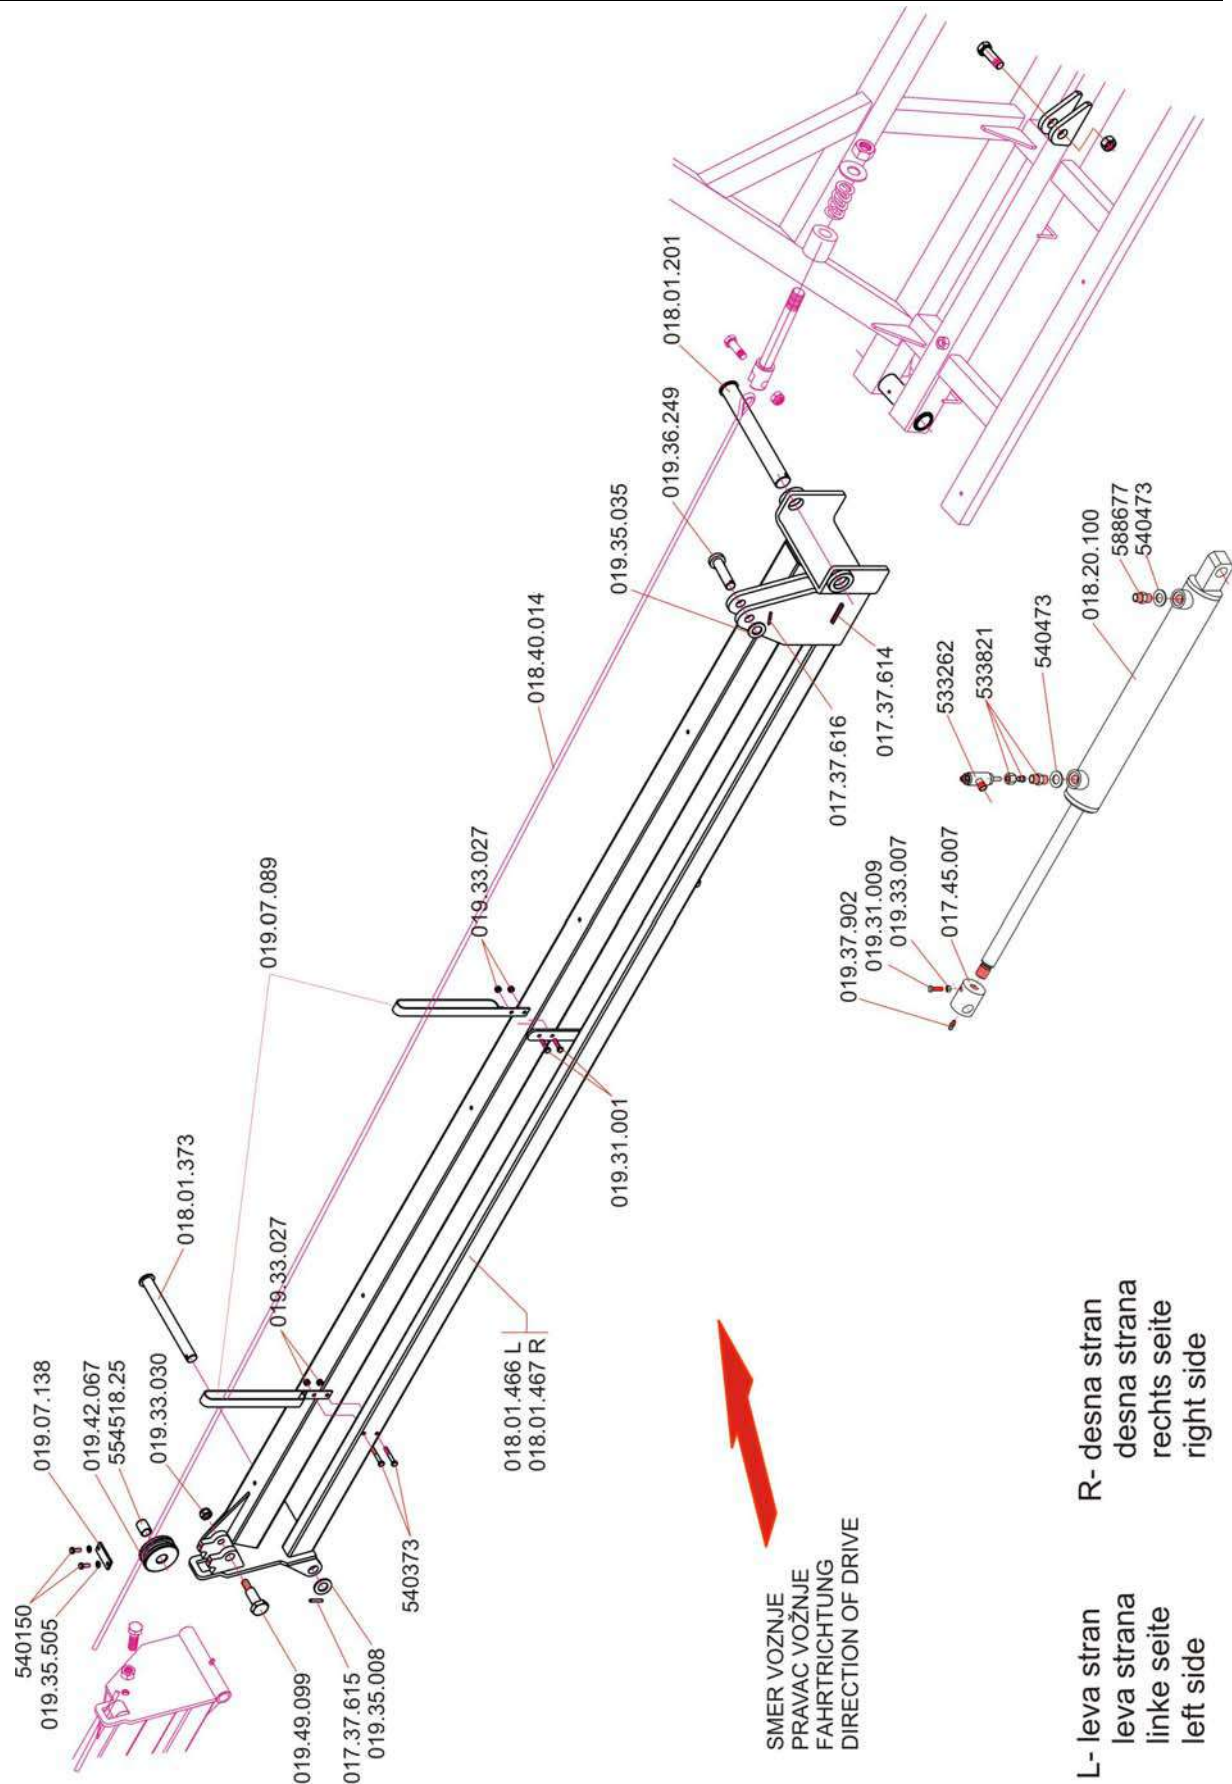 540150
019.35.505
019.07.138
019.42.067
554518.25
019.33.030
018.01.373
019.07.089
019.33.027
019.33.027
018.40.014
019.35.035
019.36.249
018.01.201
019.49.099
017.37.615
019.35.008
540373
018.01.466 L
018.01.467 R
019.31.001
017.37.616
017.37.614
019.37.902
019.31.009
019.33.007
017.45.007
533262
533821
540473
018.20.100
588677
540473
SMER VOZNJE
PRAVAC VOŽNJE
FAHRTRICHTUNG
DIRECTION OF DRIVE
L- leva stran
leva strana
linke seite
left side
R- desna stran
desna strana
rechts seite
right side